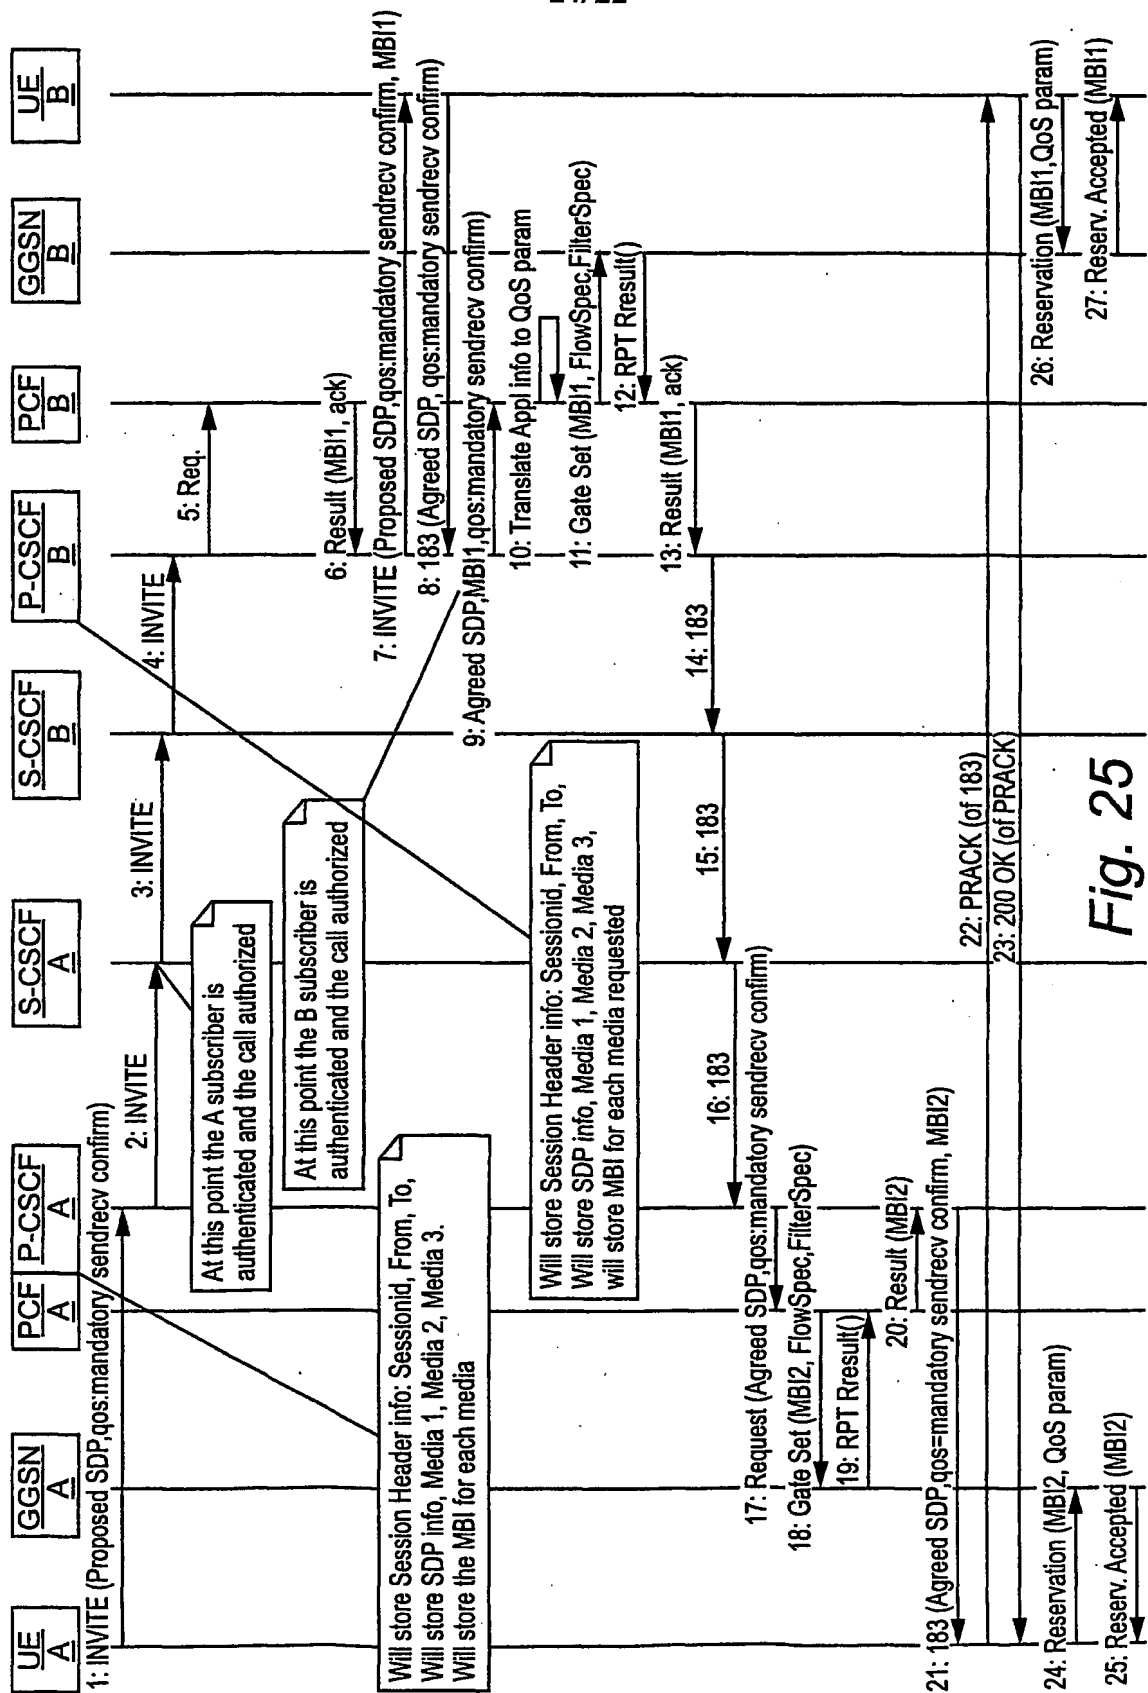 UE
A
GGSN
A
PCF
A
P-CSCF
A
S-CSCF
A
S-CSCF
B
P-CSCF
B
PCF
B
GGSN
B
UE
B
1: INVITE (Proposed SDP,qos:mandatory sendrecv confirm)
2: INVITE
3: INVITE
4: INVITE
5: Req.
At this point the A subscriber is
authenticated and the call authorized
At this point the B subscriber is
authenticated and the call authorized
6: Result (MBI1, ack)
7: INVITE (Proposed SDP,qos:mandatory sendrecv confirm, MBI1)
8: 183 (Agreed SDP, qos:mandatory sendrecv confirm)
9: Agreed SDP,MBI1,qos:mandatory sendrecv confirm)
Will store Session Header info: Sessionid, From, To,
Will store SDP info, Media 1, Media 2, Media 3.
Will store the MBI for each media
10: Translate Appl info to QoS param
11: Gate Set (MBI1, FlowSpec,FilterSpec)
12: RPT Rresult()
Will store Session Header info: Sessionid, From, To,
Will store SDP info, Media 1, Media 2, Media 3,
will store MBI for each media requested
13: Result (MBI1, ack)
14: 183
15: 183
16: 183
17: Request (Agreed SDP,qos:mandatory sendrecv confirm)
18: Gate Set (MBI2, FlowSpec,FilterSpec)
19: RPT Rresult()
20: Result (MBI2)
21: 183 (Agreed SDP,qos=mandatory sendrecv confirm, MBI2)
22: PRACK (of 183)
23: 200 OK (of PRACK)
24: Reservation (MBI2, QoS param)
25: Reserv. Accepted (MBI2)
26: Reservation (MBI1,QoS param)
27: Reserv. Accepted (MBI1)
Fig. 25